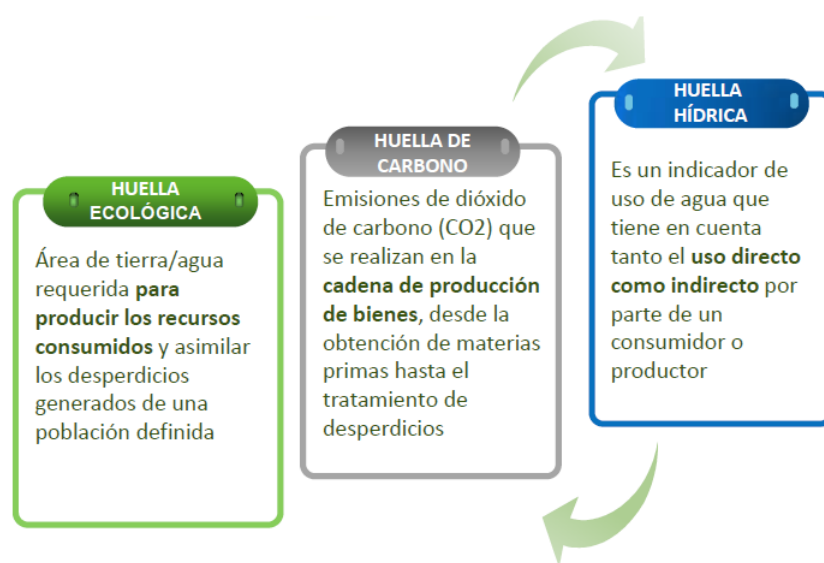 HUELLA
ECOLÓGICA
Área de tierra/agua
requerida para
producir los recursos
consumidos y asimilar
los desperdicios
generados de una
población definida
HUELLA DE
CARBONO
Emisiones de dióxido
de carbono (CO2) que
se realizan en la
cadena de producción
de bienes, desde la
obtención de materias
primas hasta el
tratamiento de
desperdicios
HUELLA
HÍDRICA
Es un indicador de
uso de agua que
tiene en cuenta
tanto el uso directo
como indirecto por
parte de un
consumidor o
productor